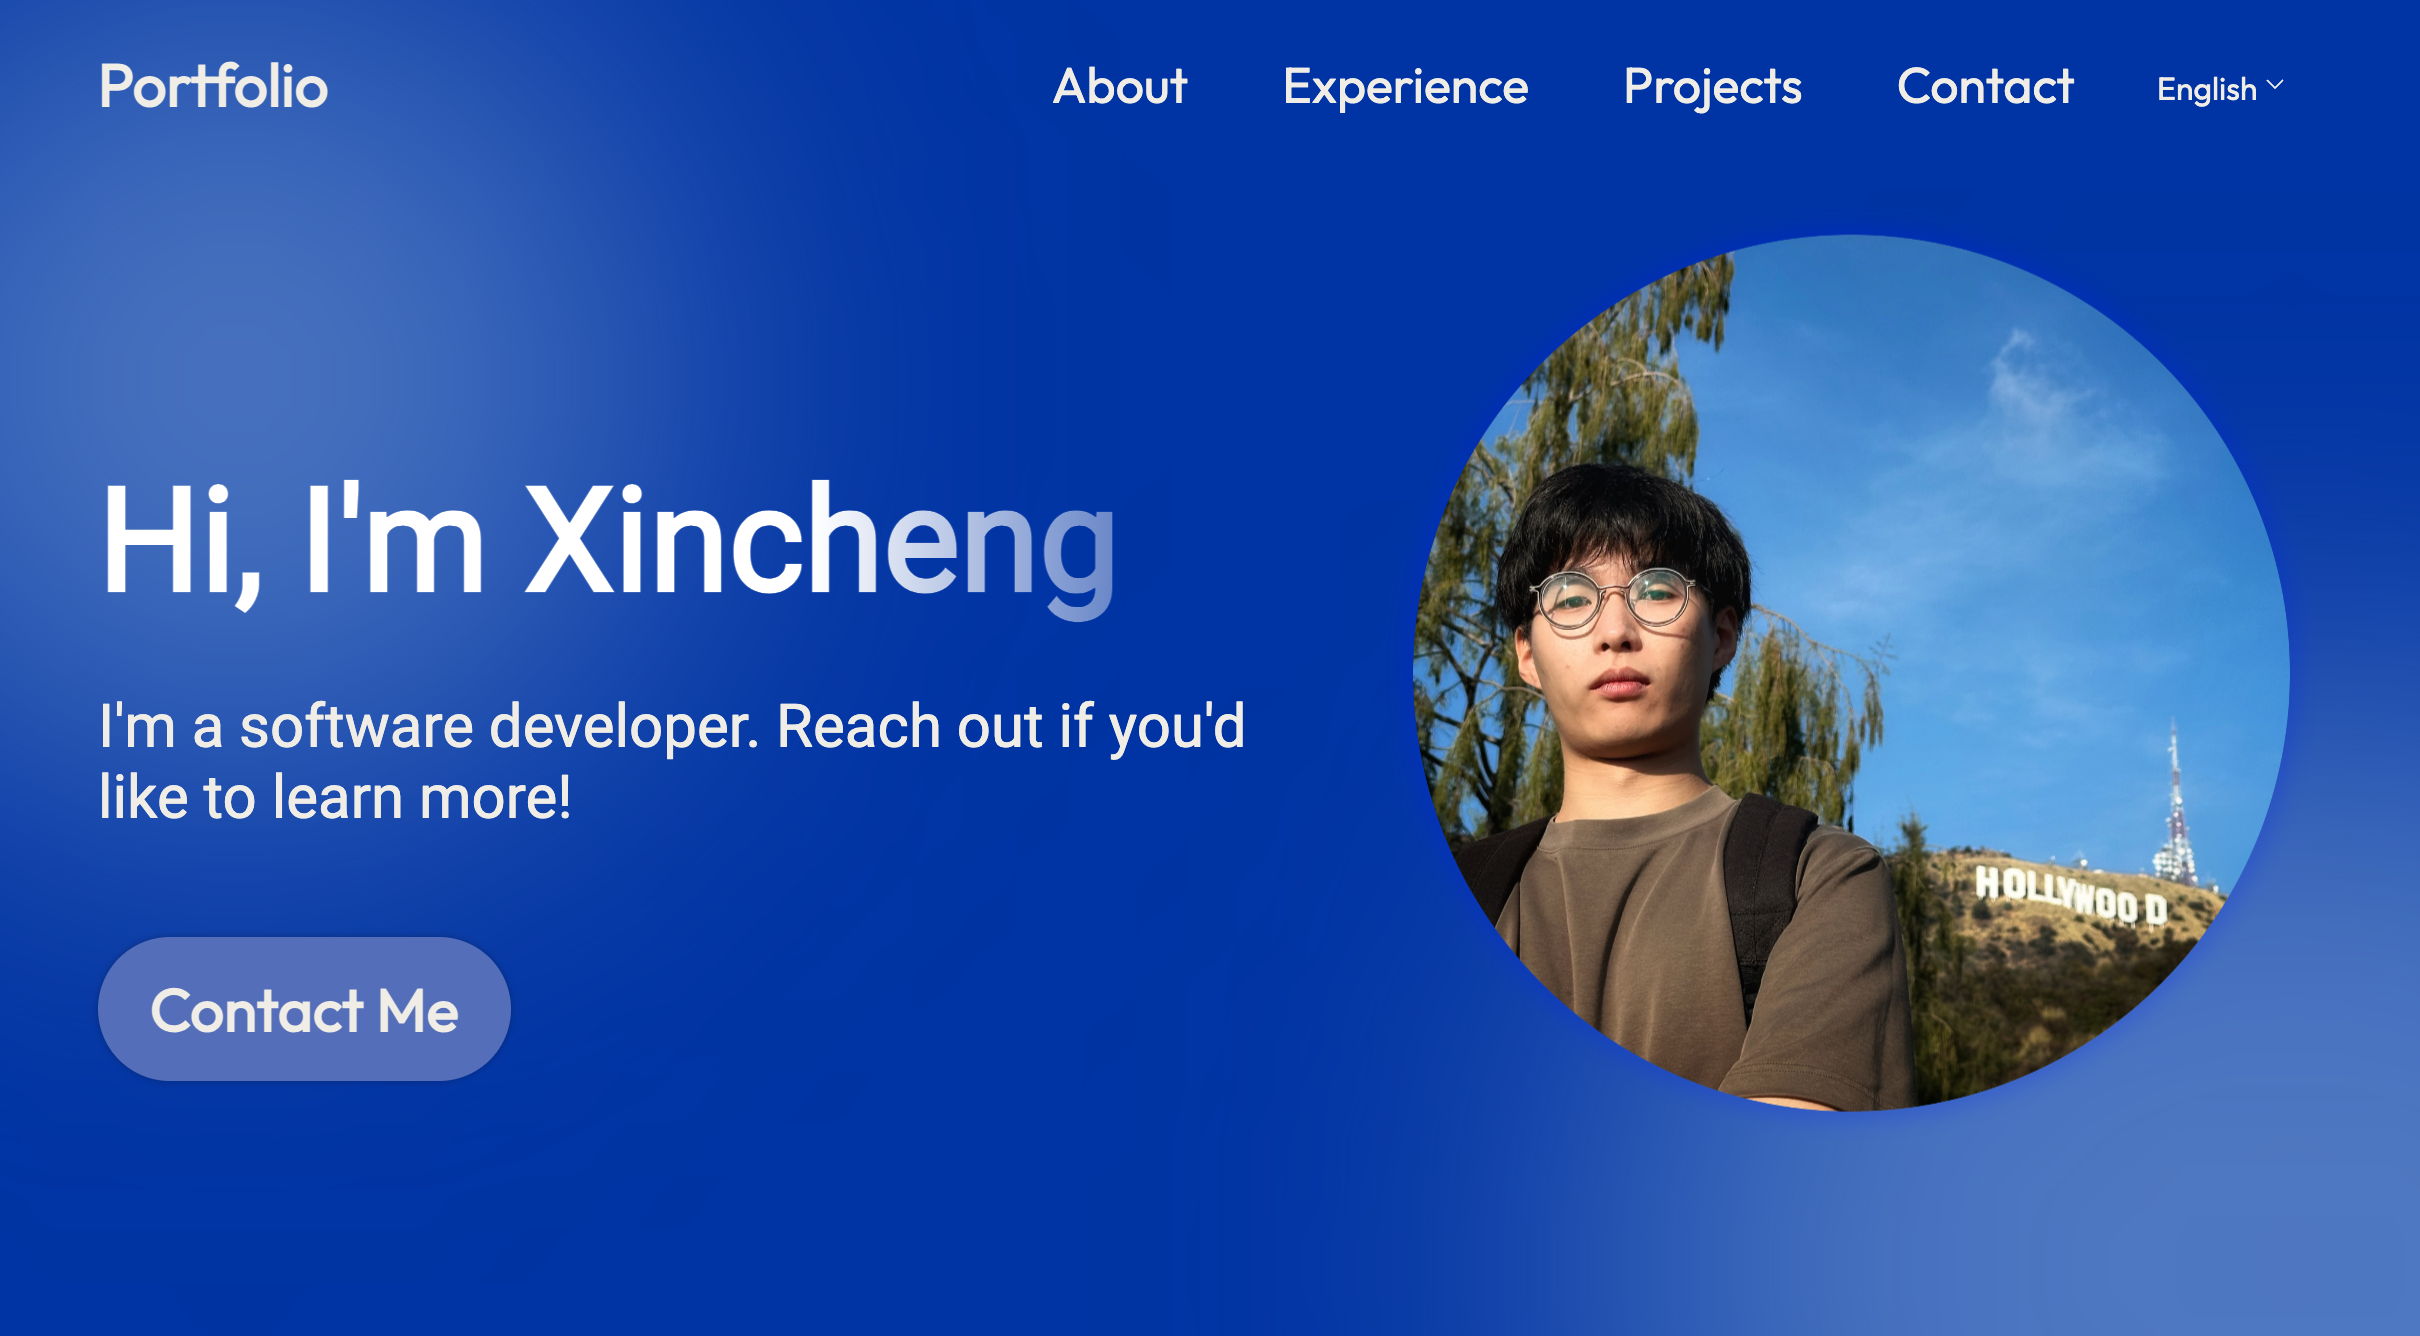 Portfolio
About
Experience
Projects
Contact
English
Hi, I'm Xincheng
I'm a software developer. Reach out if you'd
like to learn more!
Contact Me
HOLLYWOOD